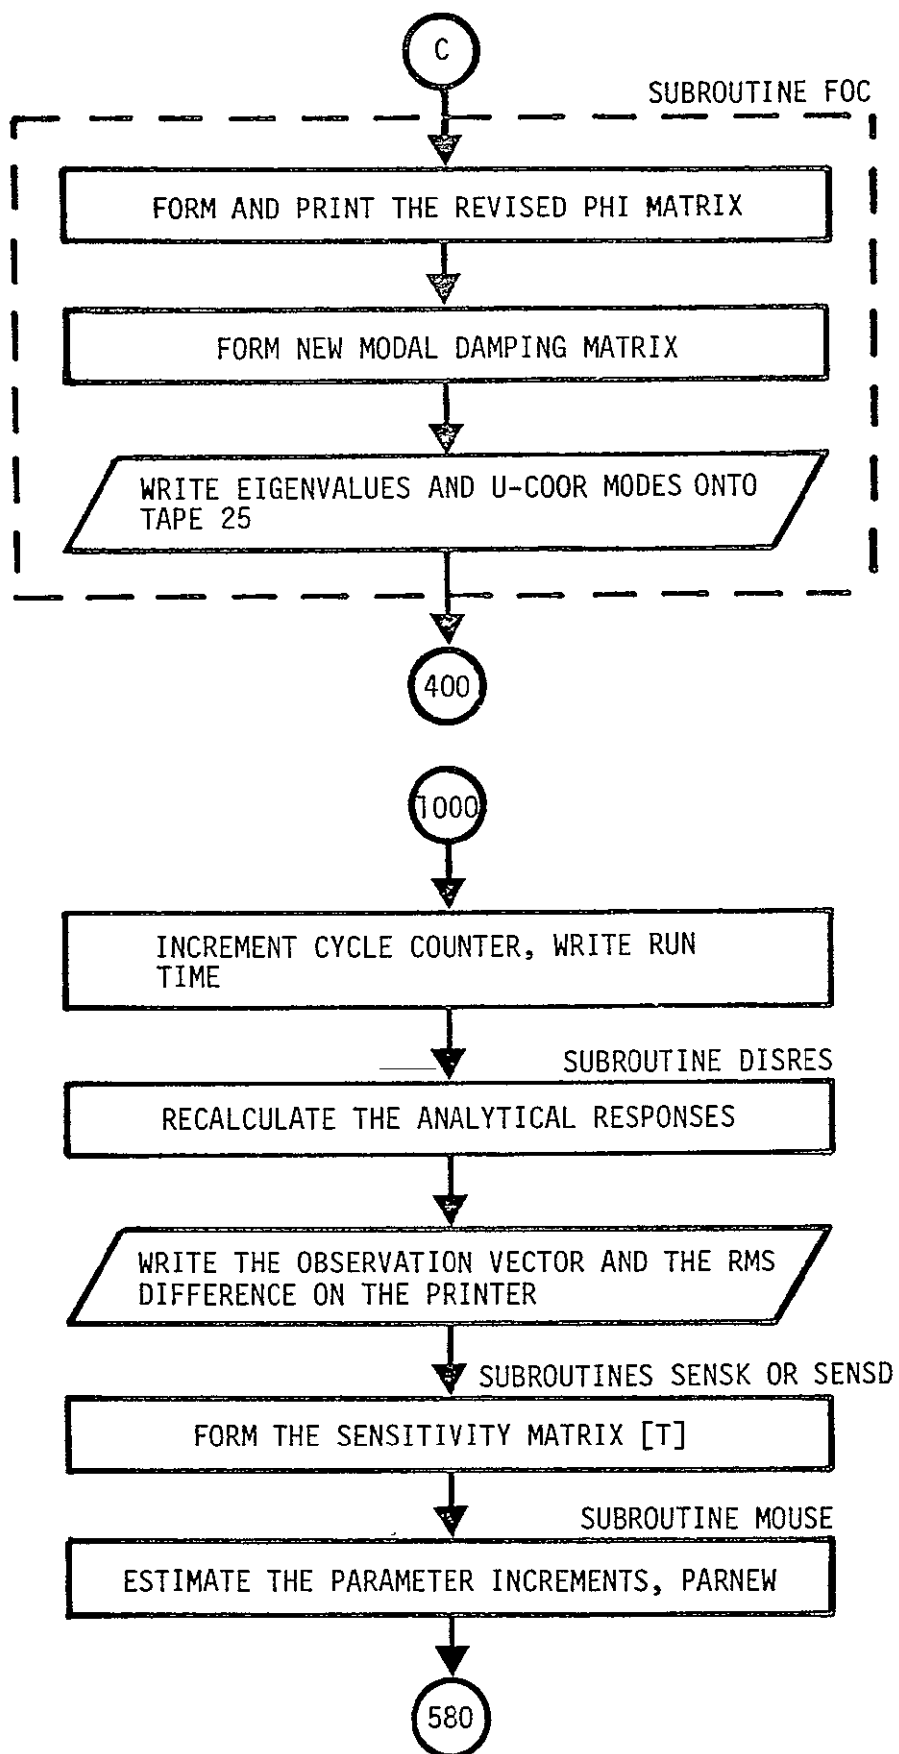 C
SUBROUTINE FOC
FORM AND PRINT THE REVISED PHI MATRIX
FORM NEW MODAL DAMPING MATRIX
WRITE EIGENVALUES AND U-COOR MODES ONTO
TAPE 25
400
1000
INCREMENT CYCLE COUNTER, WRITE RUN
TIME
SUBROUTINE DISRES
RECALCULATE THE ANALYTICAL RESPONSES
WRITE THE OBSERVATION VECTOR AND THE RMS
DIFFERENCE ON THE PRINTER
SUBROUTINES SENSK OR SENSD
FORM THE SENSITIVITY MATRIX [T]
SUBROUTINE MOUSE
ESTIMATE THE PARAMETER INCREMENTS, PARNEW
580